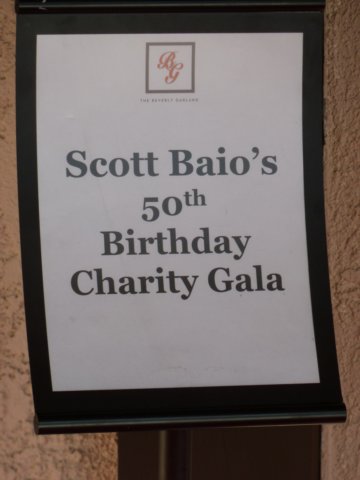 BG
THE BEVERLY GARLAND
Scott Baio's
50th
Birthday
Charity Gala